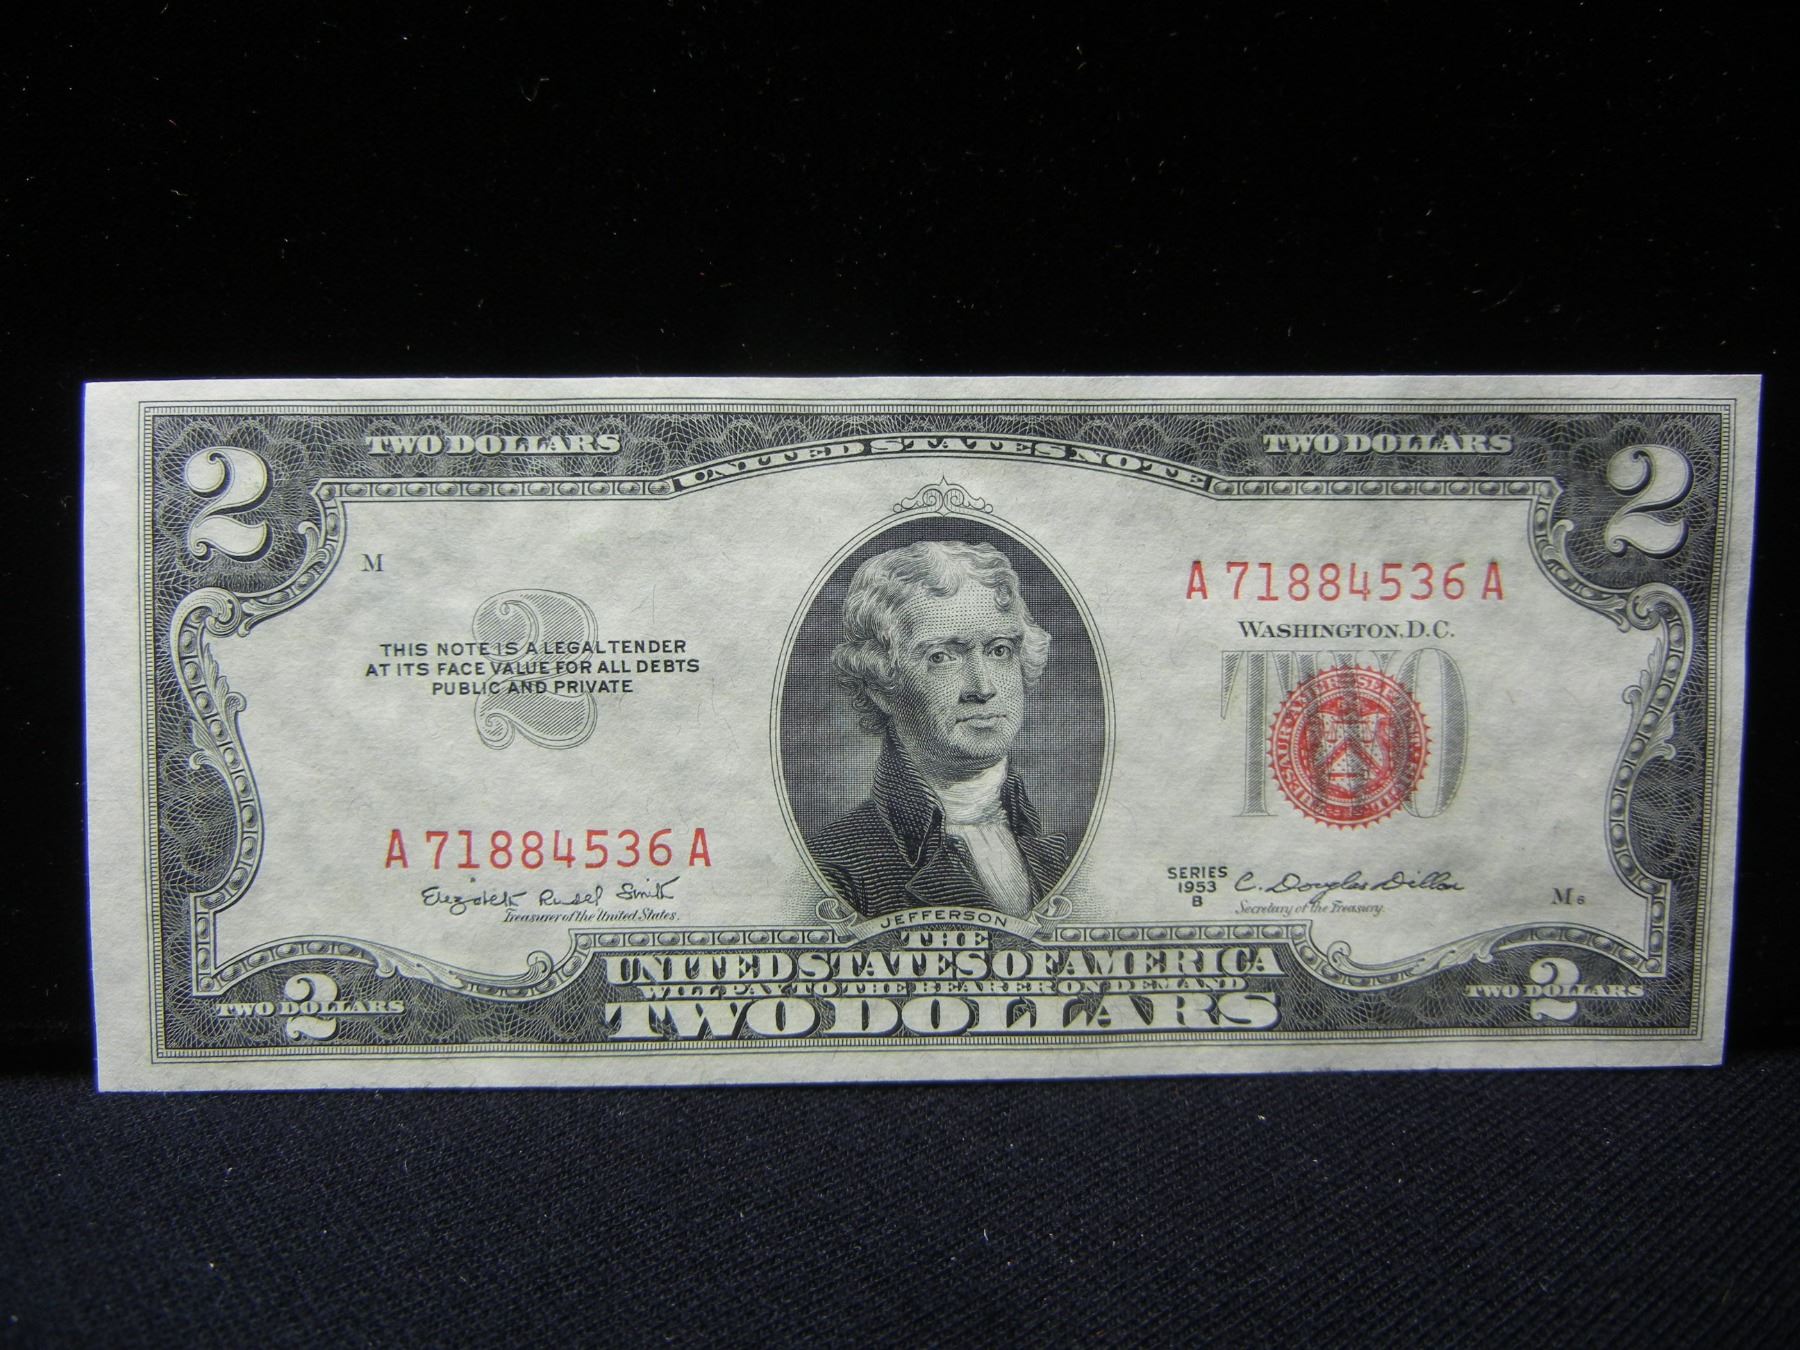 TWO DOLLARS
UNITED STATES NOTE
TWO DOLLARS
2
2
M
A 71884536 A
WASHINGTON, D.C.
THIS NOTE IS A LEGAL TENDER
AT ITS FACE VALUE FOR ALL DEBTS
PUBLIC AND PRIVATE
2
TWO
A 71884536 A
Elizabeth Rudel Smith
Treasurer of the United States.
SERIES
1953
B
C. Douglas Dillon
Secretary of the Treasury.
M 6
JEFFERSON
THE
UNITED STATES OF AMERICA
WILL PAY TO THE BEARER ON DEMAND
TWO DOLLARS
TWO DOLLARS
2
TWO DOLLARS
2